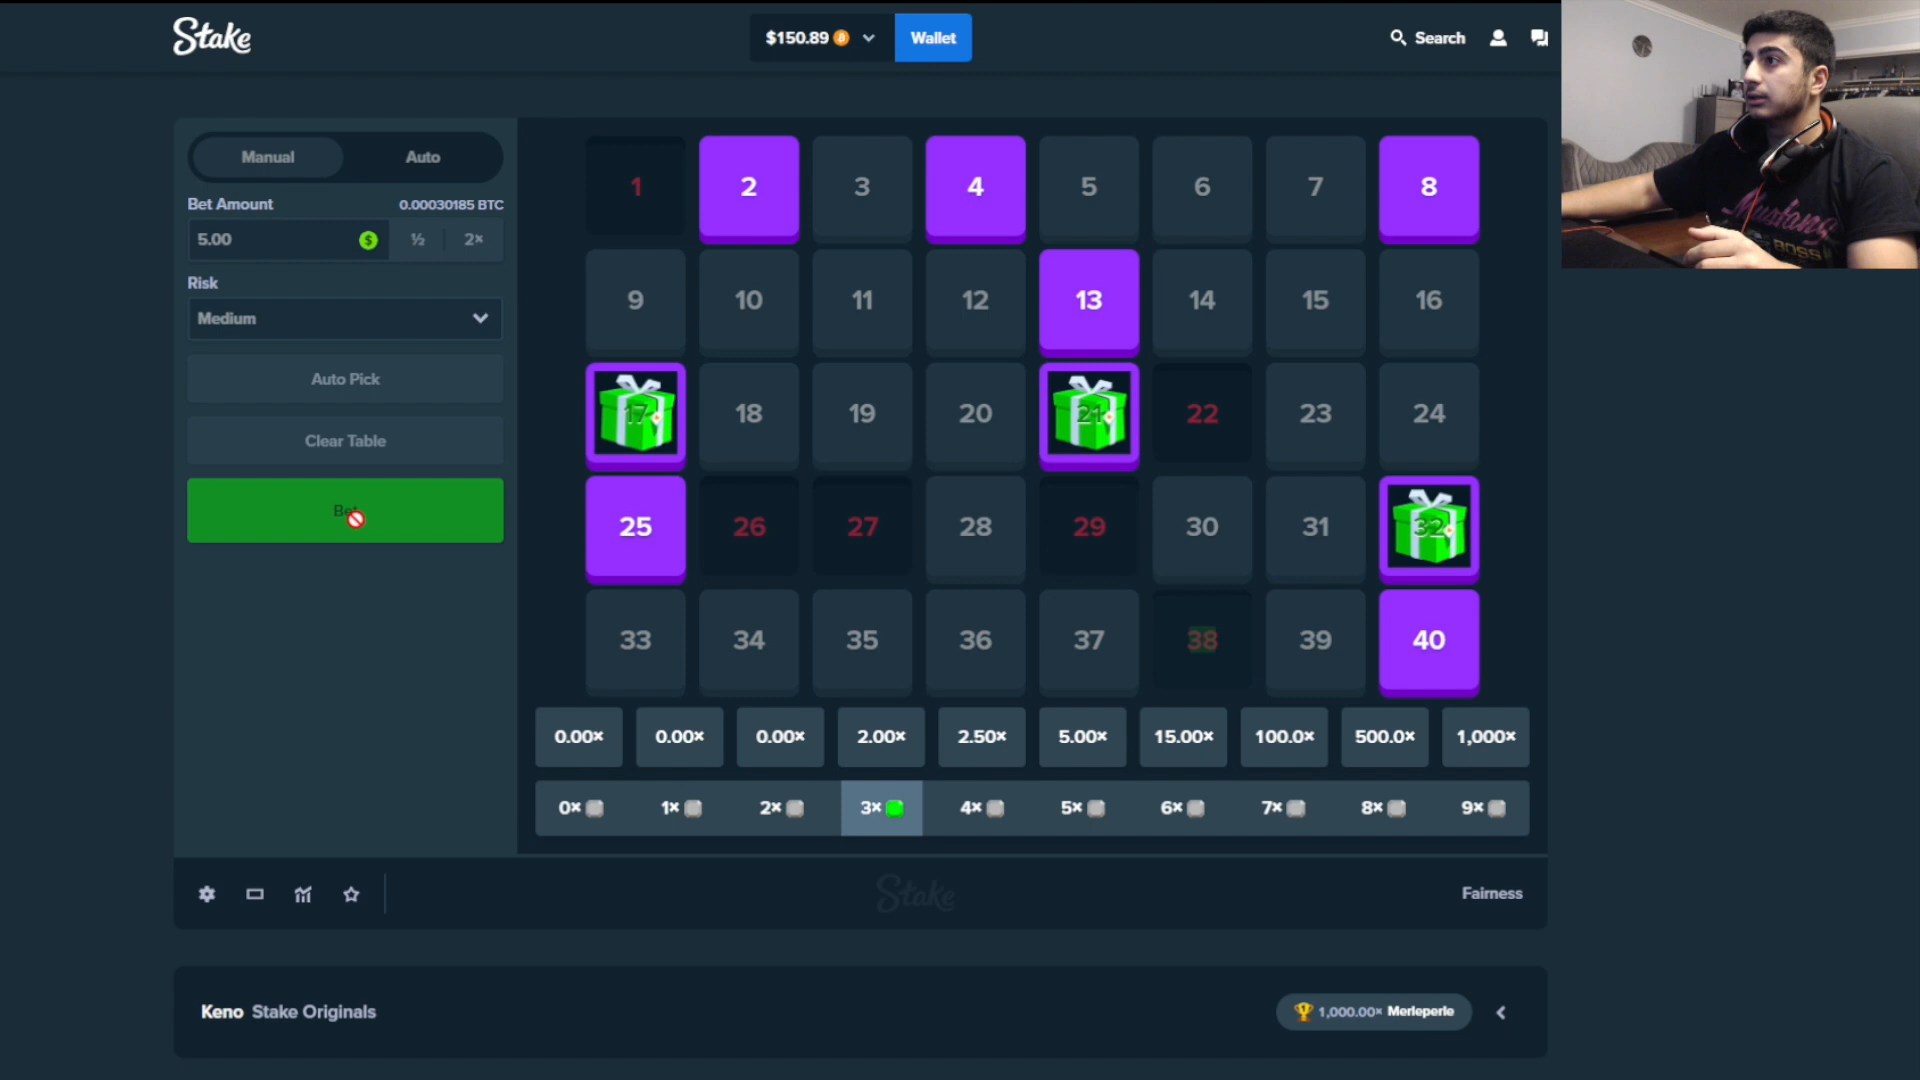 Stake
$150.89
Wallet
Search
Manual
Auto
Bet Amount
0.00030185 BTC
5.00
$
½
2×
Risk
Medium
Auto Pick
Clear Table
1 2 3 4 5 6 7 8
9 10 11 12 13 14 15 16
17 18 19 20 21 22 23 24
25 26 27 28 29 30 31 32
33 34 35 36 37 38 39 40
0.00× 0.00× 0.00× 2.00× 2.50× 5.00× 15.00× 100.0× 500.0× 1,000×
0× 1× 2× 3× 4× 5× 6× 7× 8× 9×
Stake
Fairness
Keno Stake Originals
1,000.00× Merleperle
Mustang
BOSS